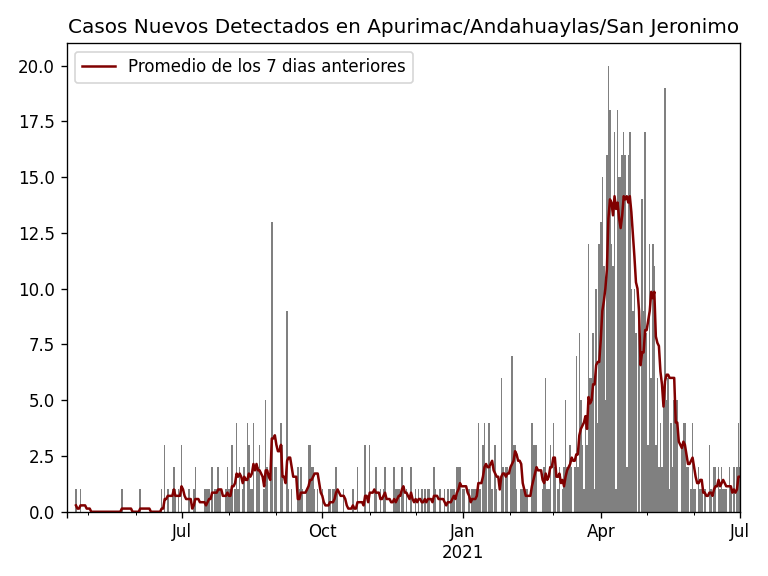 Casos Nuevos Detectados en Apurimac/Andahuaylas/San Jeronimo
Promedio de los 7 dias anteriores
20.0
17.5
15.0
12.5
10.0
7.5
5.0
2.5
0.0
Jul
Oct
Jan
2021
Apr
Jul